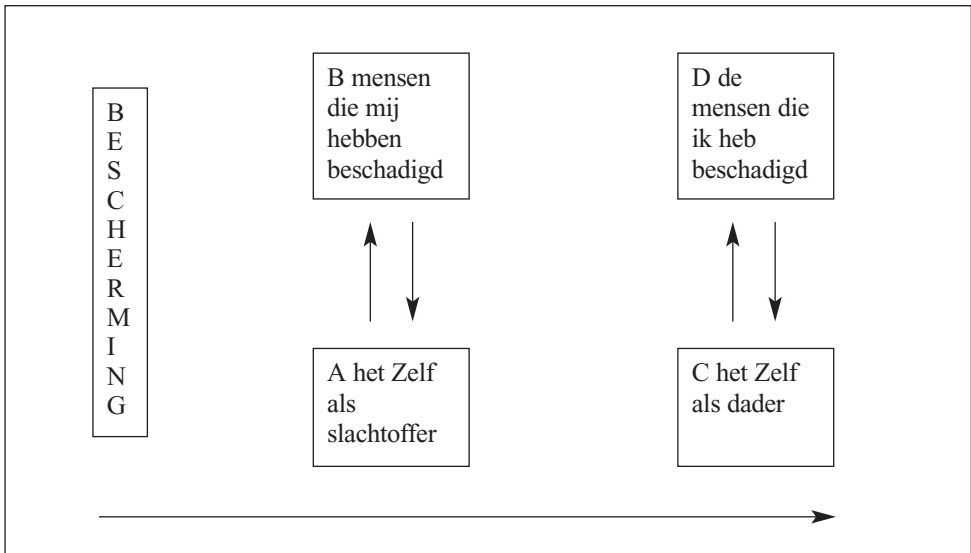 B
E
S
C
H
E
R
M
I
N
G
B mensen
die mij
hebben
beschadigd
D de
mensen die
ik heb
beschadigd
A het Zelf
als
slachtoffer
C het Zelf
als dader